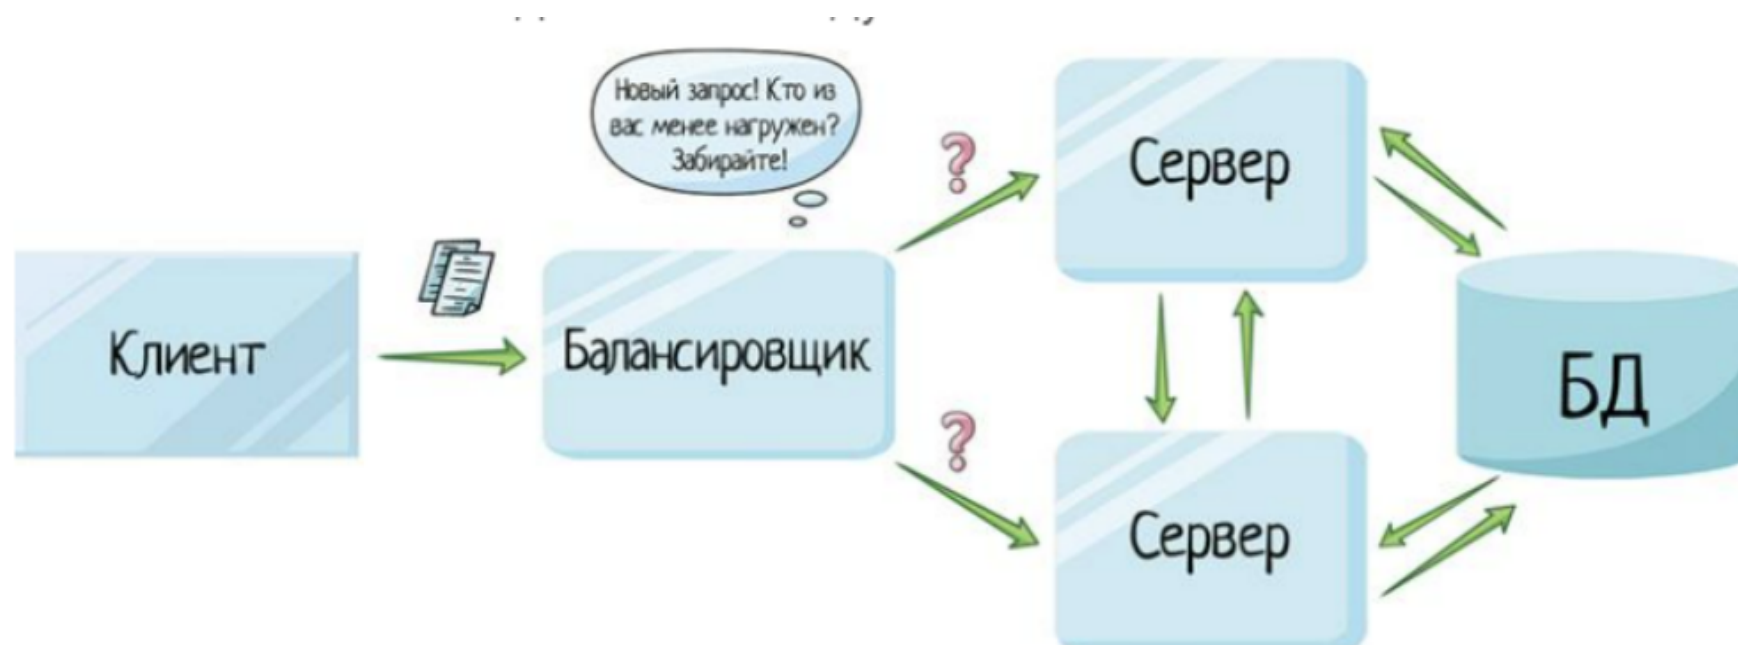 Новый запрос! Кто из
вас менее нагружен?
Забирайте!
?
Сервер
Клиент
Балансировщик
БД
?
Сервер